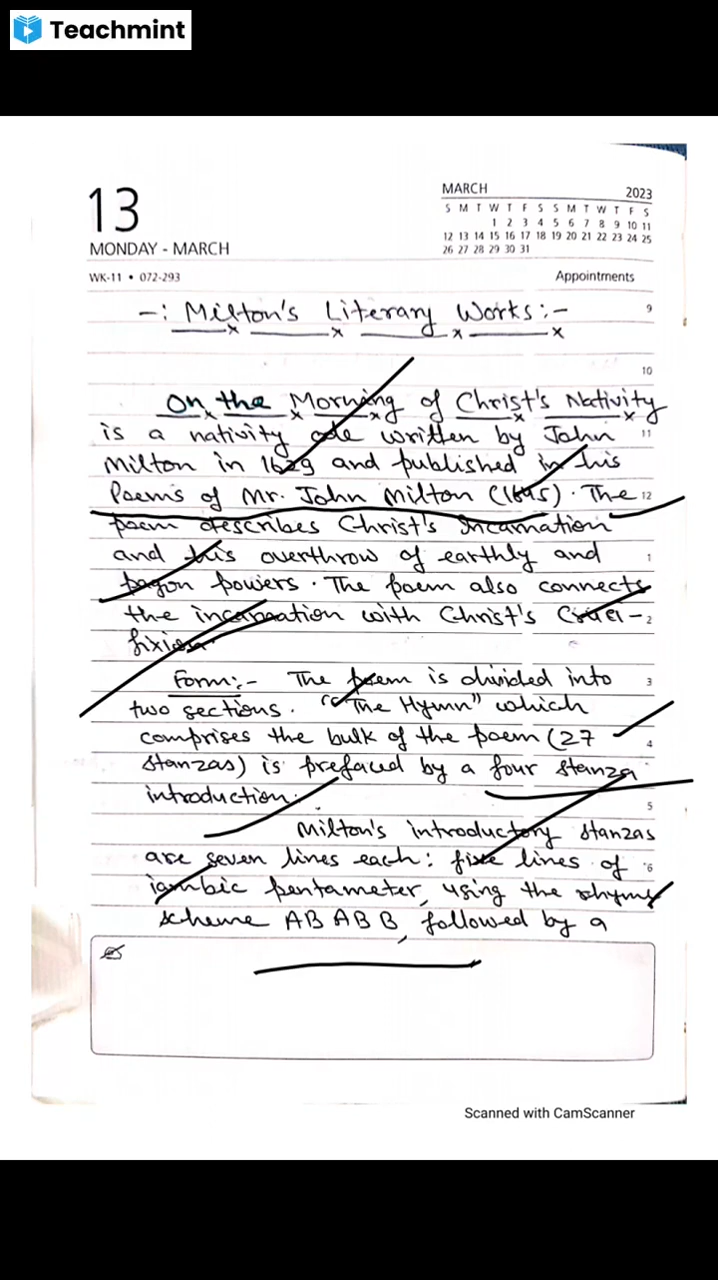 Teachmint
13
MONDAY - MARCH
WK-11 • 072-293
MARCH 2023
S M T W T F S S M T W T F S
1 2 3 4 5 6 7 8 9 10 11
12 13 14 15 16 17 18 19 20 21 22 23 24 25
26 27 28 29 30 31
Appointments
-: Milton's Literary Works:- 9
10
On the Morning of Christ's Nativity
is a nativity ode written by John 11
Milton in 1629 and published in his
Poems of Mr. John Milton (1645). The 12
poem describes Christ's Incarnation
and his overthrow of earthly and 1
pagon powers. The poem also connects
the incarnation with Christ's Cruci- 2
fixion.
Form:- The poem is divided into 3
two sections. "The Hymn" which
comprises the bulk of the poem (27 4
stanzas) is prefaced by a four stanza
introduction. 5
Milton's introductory stanzas
are seven lines each: five lines of 6
iambic pentameter, using the rhyme
scheme AB AB B, followed by a
Scanned with CamScanner